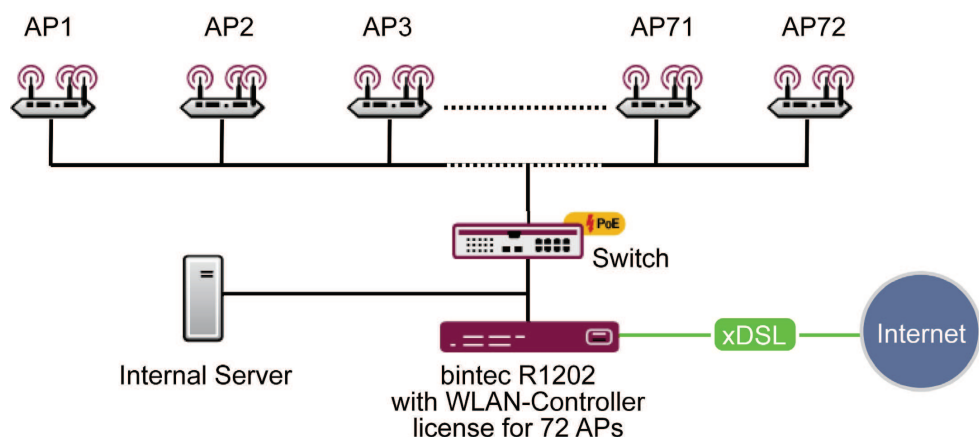 AP1
AP2
AP3
AP71
AP72
PoE
Switch
Internal Server
bintec R1202
with WLAN-Controller
license for 72 APs
xDSL
Internet